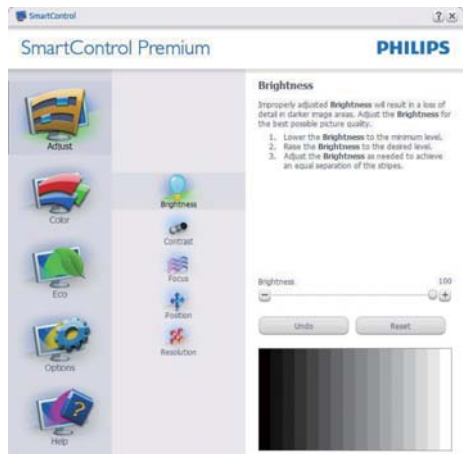 SmartControl
SmartControl Premium
PHILIPS
Adjust
Color
Eco
Options
Help
Brightness
Contrast
Focus
Position
Resolution
Brightness
Improperly adjusted Brightness will result in a loss of
detail in darker image areas. Adjust the Brightness for
the best possible picture quality.
1. Lower the Brightness to the minimum level.
2. Raise the Brightness to the desired level.
3. Adjust the Brightness as needed to achieve
an equal separation of the stripes.
Brightness 100
Undo Reset